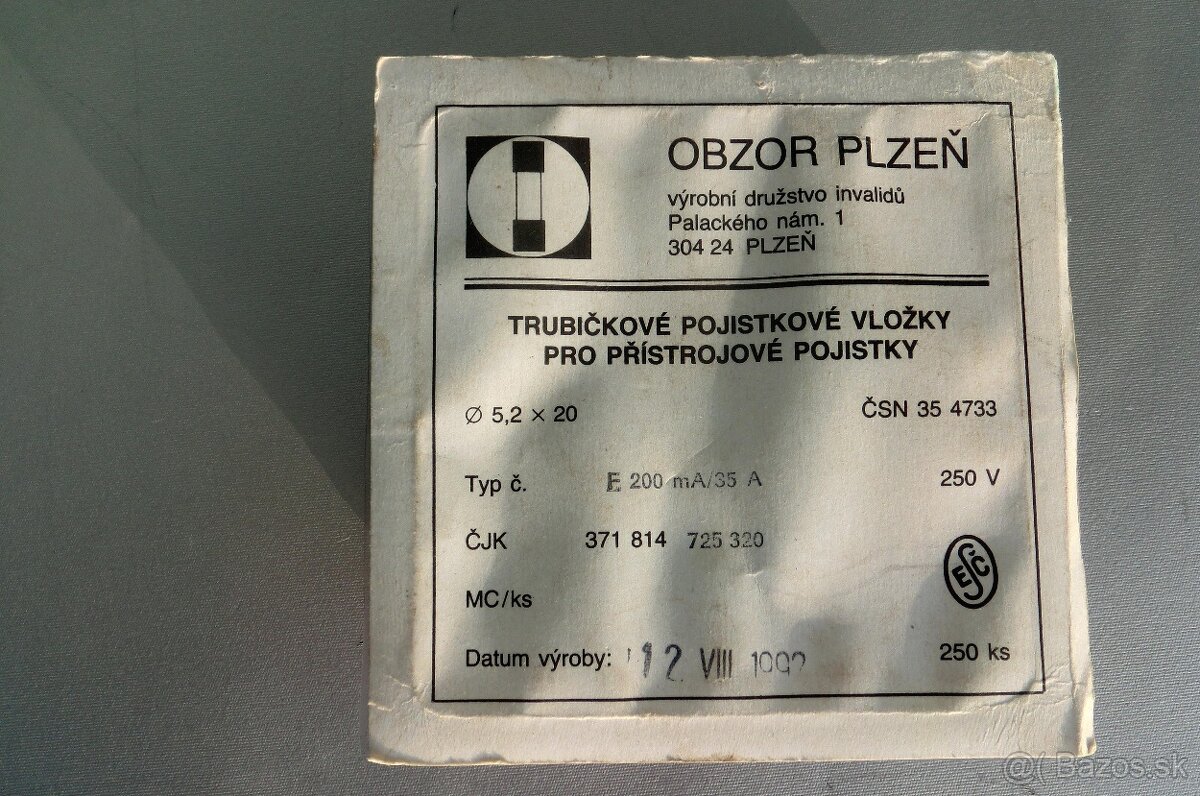 OBZOR PLZEŇ
výrobní družstvo invalidů
Palackého nám. 1
304 24 PLZEŇ
TRUBIČKOVÉ POJISTKOVÉ VLOŽKY
PRO PŘÍSTROJOVÉ POJISTKY
Ø 5,2 × 20 ČSN 35 4733
Typ č. E 200 mA/35 A 250 V
ČJK 371 814 725 320
ESČ
MC/ks
Datum výroby: 12 VIII 1992 250 ks
@( Bazos.sk